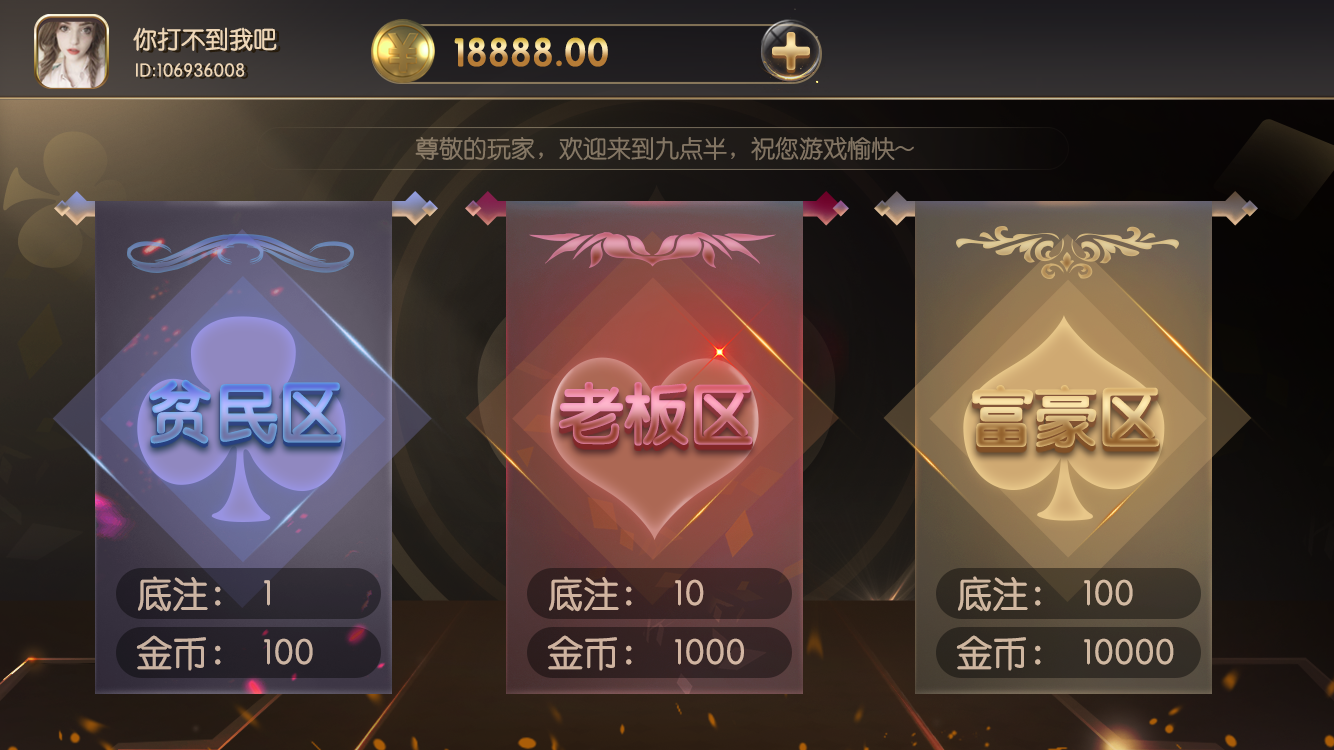 你打不到我吧
ID:106936008
18888.00
尊敬的玩家，欢迎来到九点半，祝您游戏愉快～
贫民区
底注： 1
金币： 100
老板区
底注： 10
金币： 1000
富豪区
底注： 100
金币： 10000